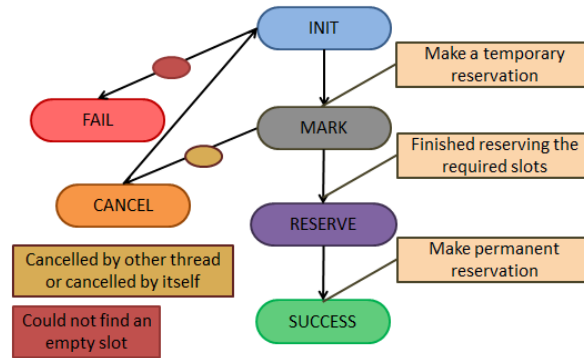 INIT
Make a temporary
reservation
FAIL
MARK
Finished reserving the
required slots
CANCEL
RESERVE
Cancelled by other thread
or cancelled by itself
Make permanent
reservation
Could not find an
empty slot
SUCCESS